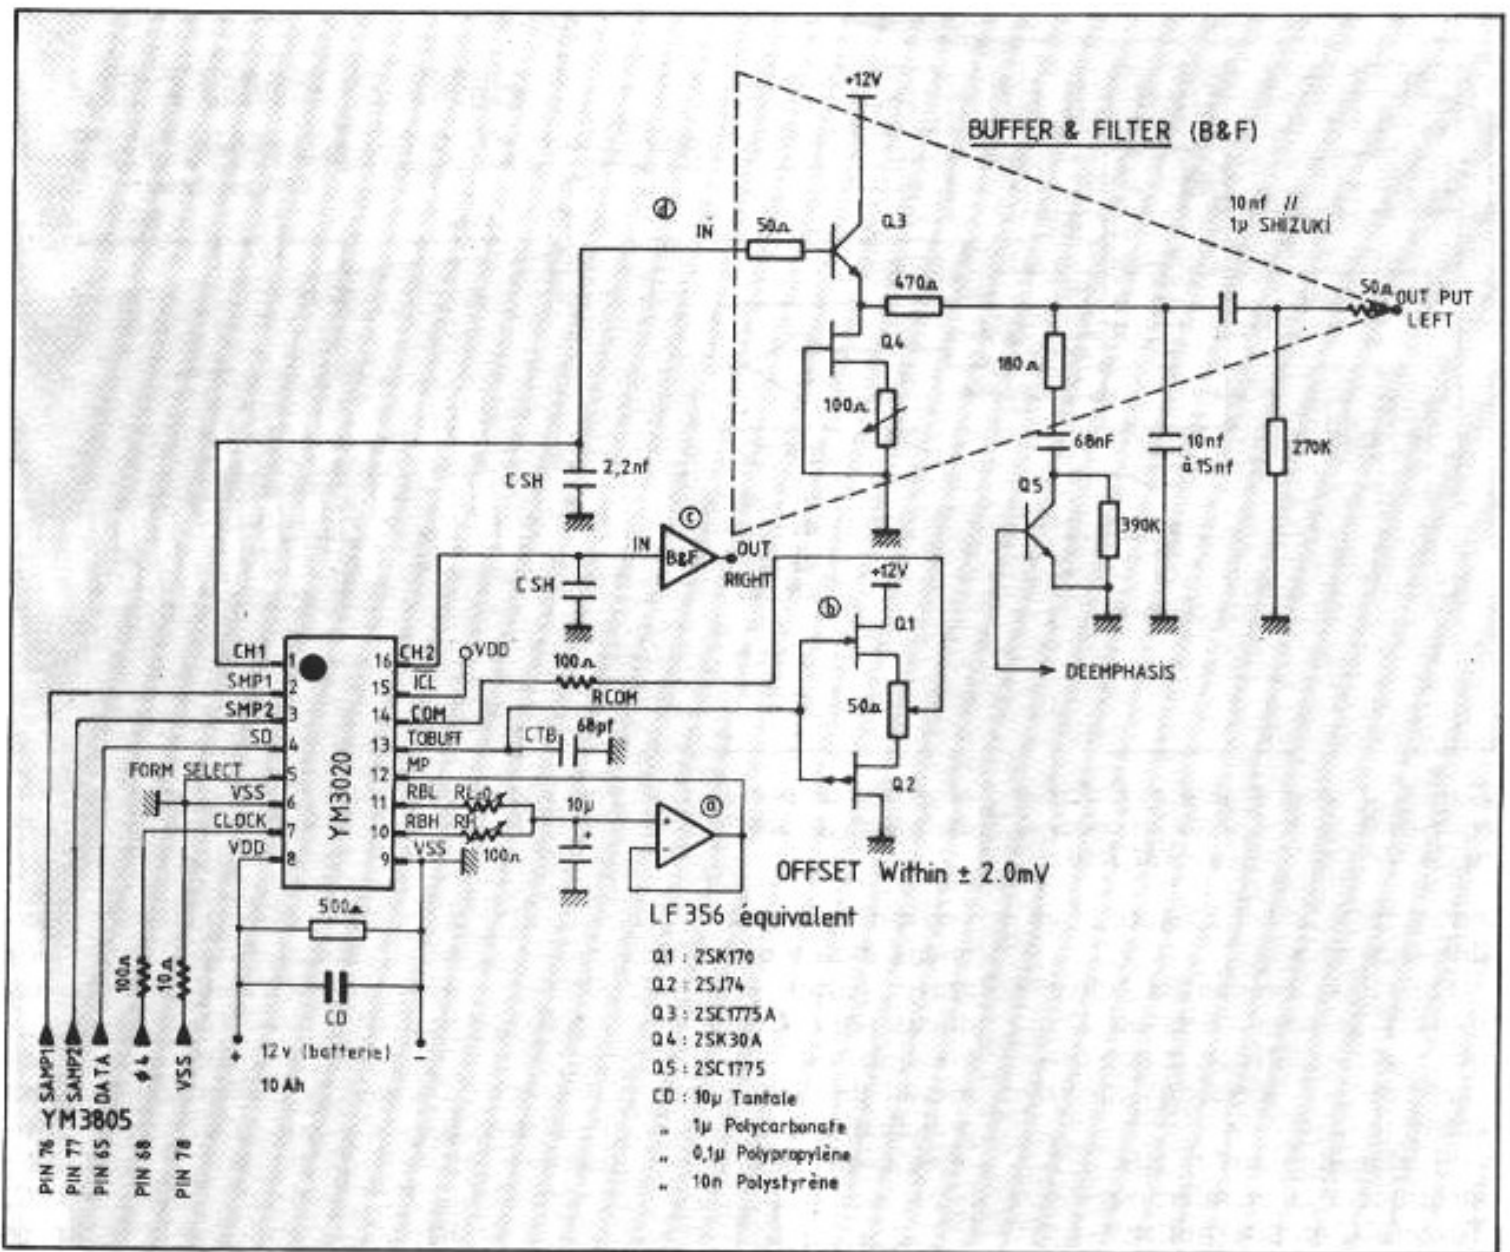 +12V
BUFFER & FILTER (B&F)
10nf //
1µ SHIZUKI
d
IN
50Ω
Q3
470Ω
50Ω
OUT PUT
LEFT
Q4
180Ω
100Ω
68nF
10nf
à 15nf
270K
2,2nf
CSH
Q5
390K
c
IN
B&F
OUT
RIGHT
CSH
+12V
b
Q1
DEEMPHASIS
CH1
1
16
CH2
VDD
SMP1
2
15
ICL
100Ω
RCOM
SMP2
3
14
COM
50Ω
SD
4
13
TOBUFF
CTB
68pf
FORM SELECT
5
12
MP
Q2
VSS
6
11
RBL
10µ
a
CLOCK
7
10
RBH
RH
100Ω
VDD
8
9
VSS
YM3020
+
-
+
OFFSET Within ± 2.0mV
LF356 équivalent
500Ω
Q1 : 2SK170
Q2 : 2SJ74
Q3 : 2SC1775A
Q4 : 2SK30A
Q5 : 2SC1775
CD : 10µ Tantale
„ 1µ Polycarbonate
„ 0,1µ Polypropylène
„ 10n Polystyrène
100Ω
10Ω
CD
+ 12v (batterie) -
10 Ah
SAMP1
SAMP2
DATA
ϕ4
VSS
YM3805
PIN 76
PIN 77
PIN 65
PIN 68
PIN 78